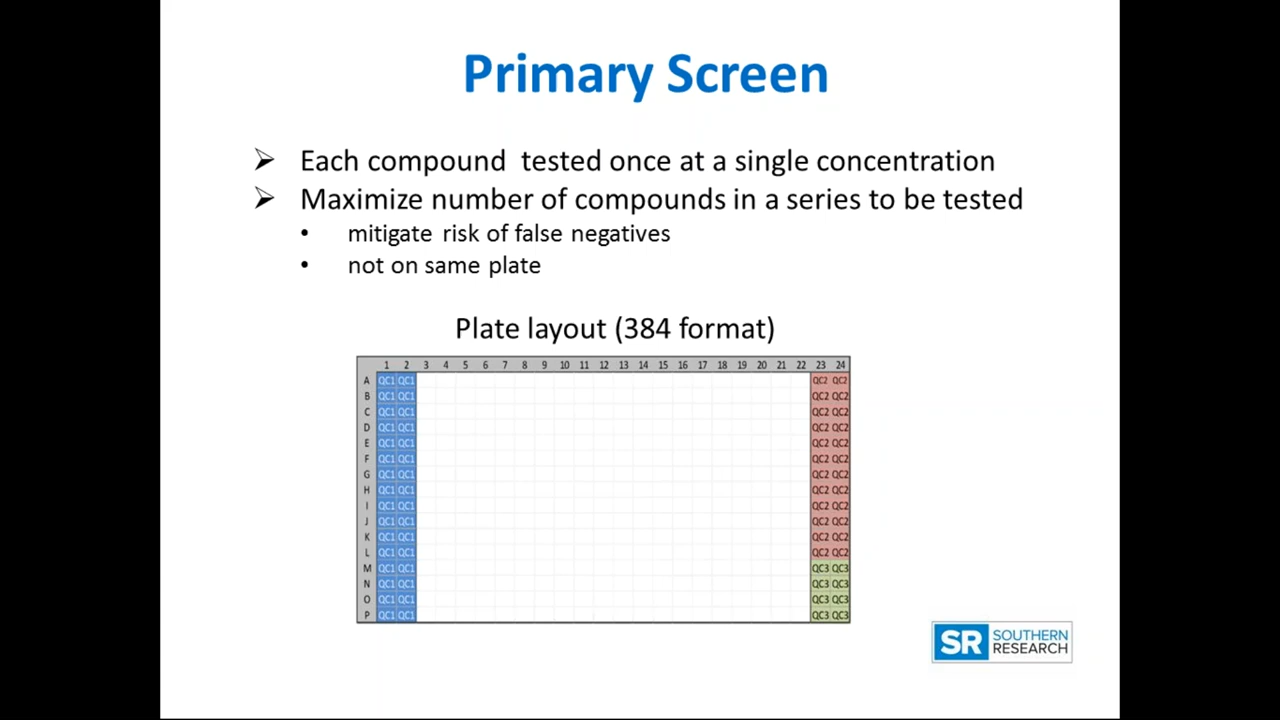 Primary Screen
➢ Each compound  tested once at a single concentration
➢ Maximize number of compounds in a series to be tested
• mitigate risk of false negatives
• not on same plate
Plate layout (384 format)
1 2 3 4 5 6 7 8 9 10 11 12 13 14 15 16 17 18 19 20 21 22 23 24
A QC1 QC1 QC2 QC2
B QC1 QC1 QC2 QC2
C QC1 QC1 QC2 QC2
D QC1 QC1 QC2 QC2
E QC1 QC1 QC2 QC2
F QC1 QC1 QC2 QC2
G QC1 QC1 QC2 QC2
H QC1 QC1 QC2 QC2
I QC1 QC1 QC2 QC2
J QC1 QC1 QC2 QC2
K QC1 QC1 QC2 QC2
L QC1 QC1 QC2 QC2
M QC1 QC1 QC3 QC3
N QC1 QC1 QC3 QC3
O QC1 QC1 QC3 QC3
P QC1 QC1 QC3 QC3
SR SOUTHERN
RESEARCH